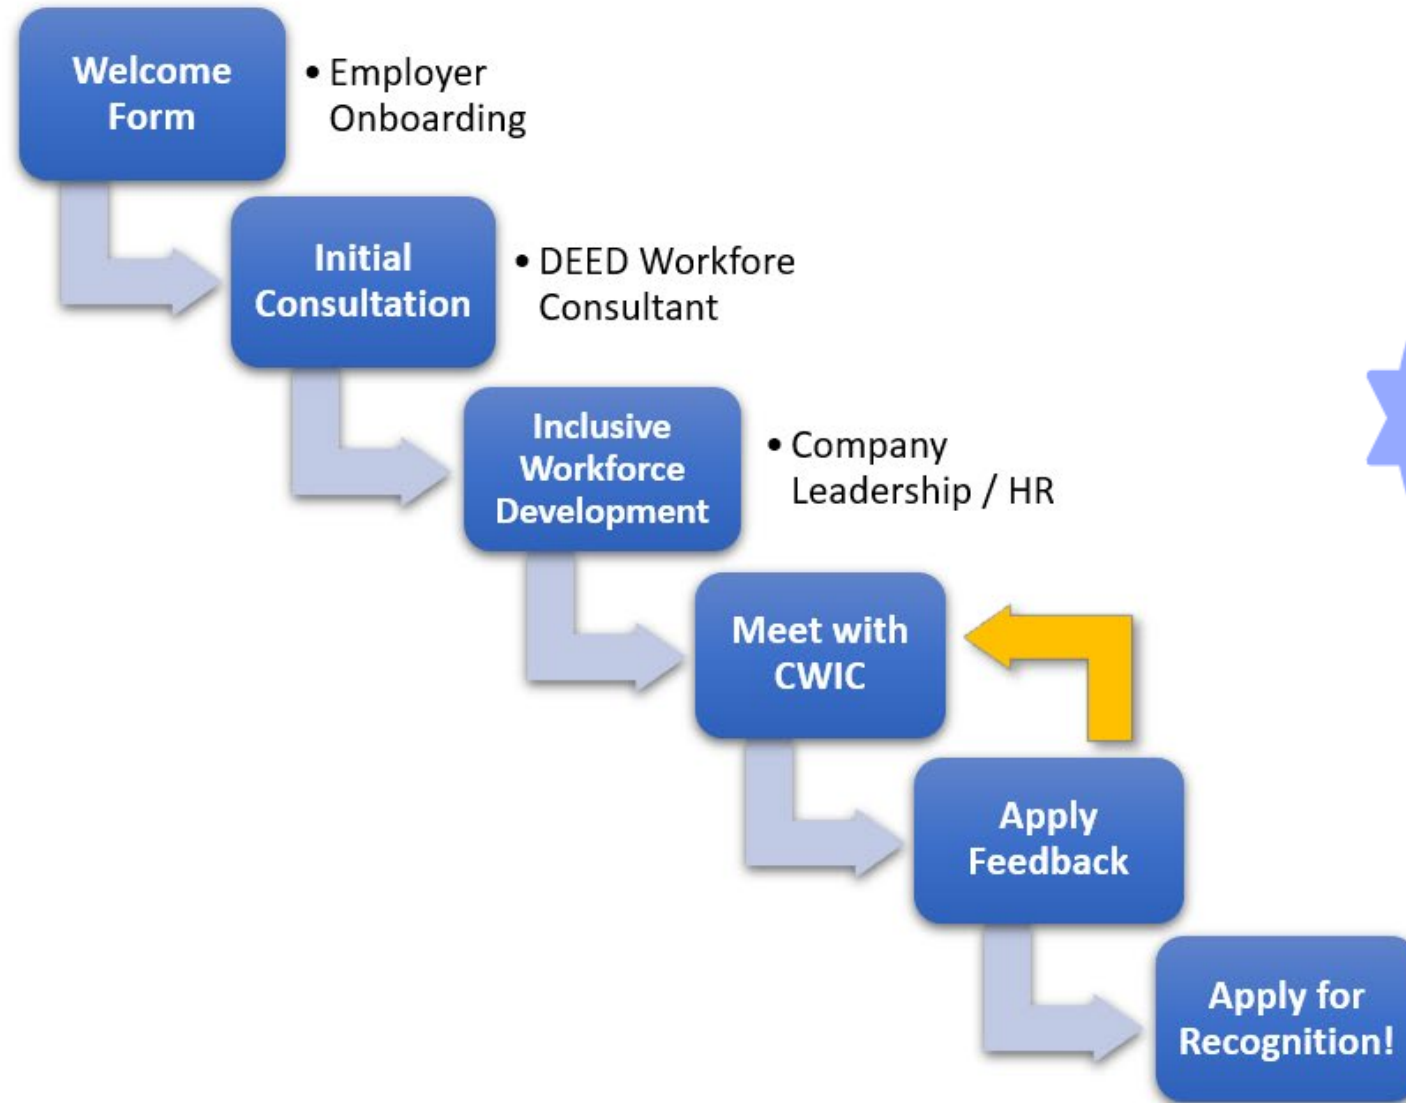 Welcome
Form
• Employer
Onboarding
Initial
Consultation
• DEED Workfore
Consultant
Inclusive
Workforce
Development
• Company
Leadership / HR
Meet with
CWIC
Apply
Feedback
Apply for
Recognition!